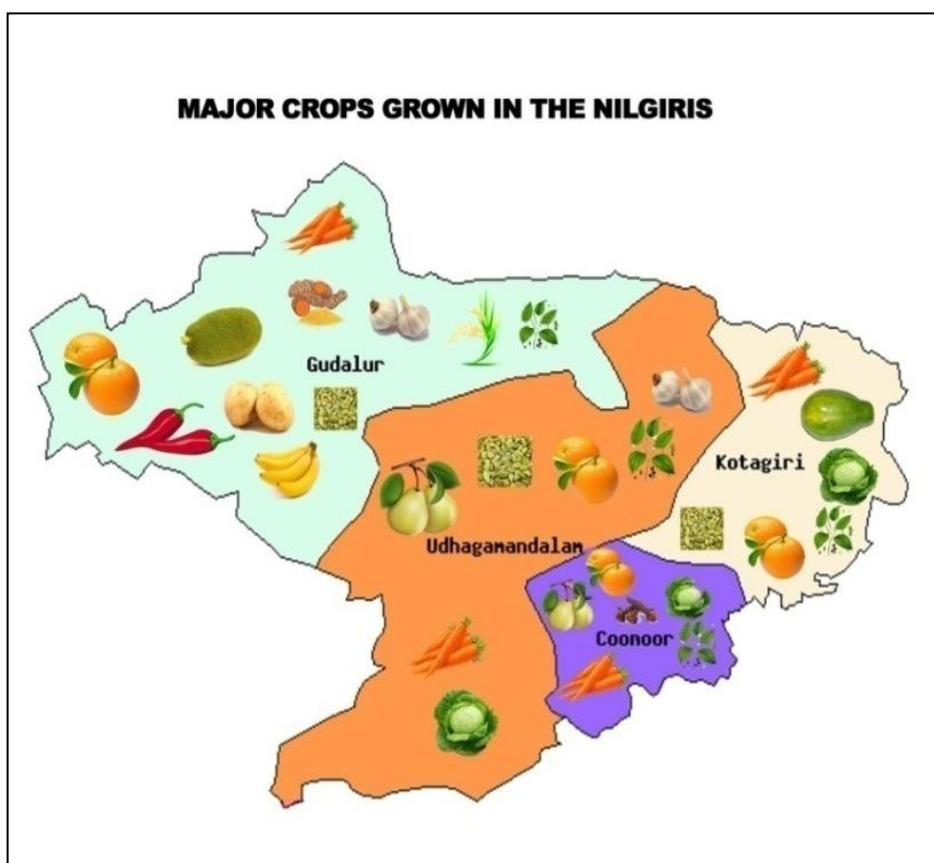 MAJOR CROPS GROWN IN THE NILGIRIS
Gudalur
Kotagiri
Udhagamandalam
Coonoor